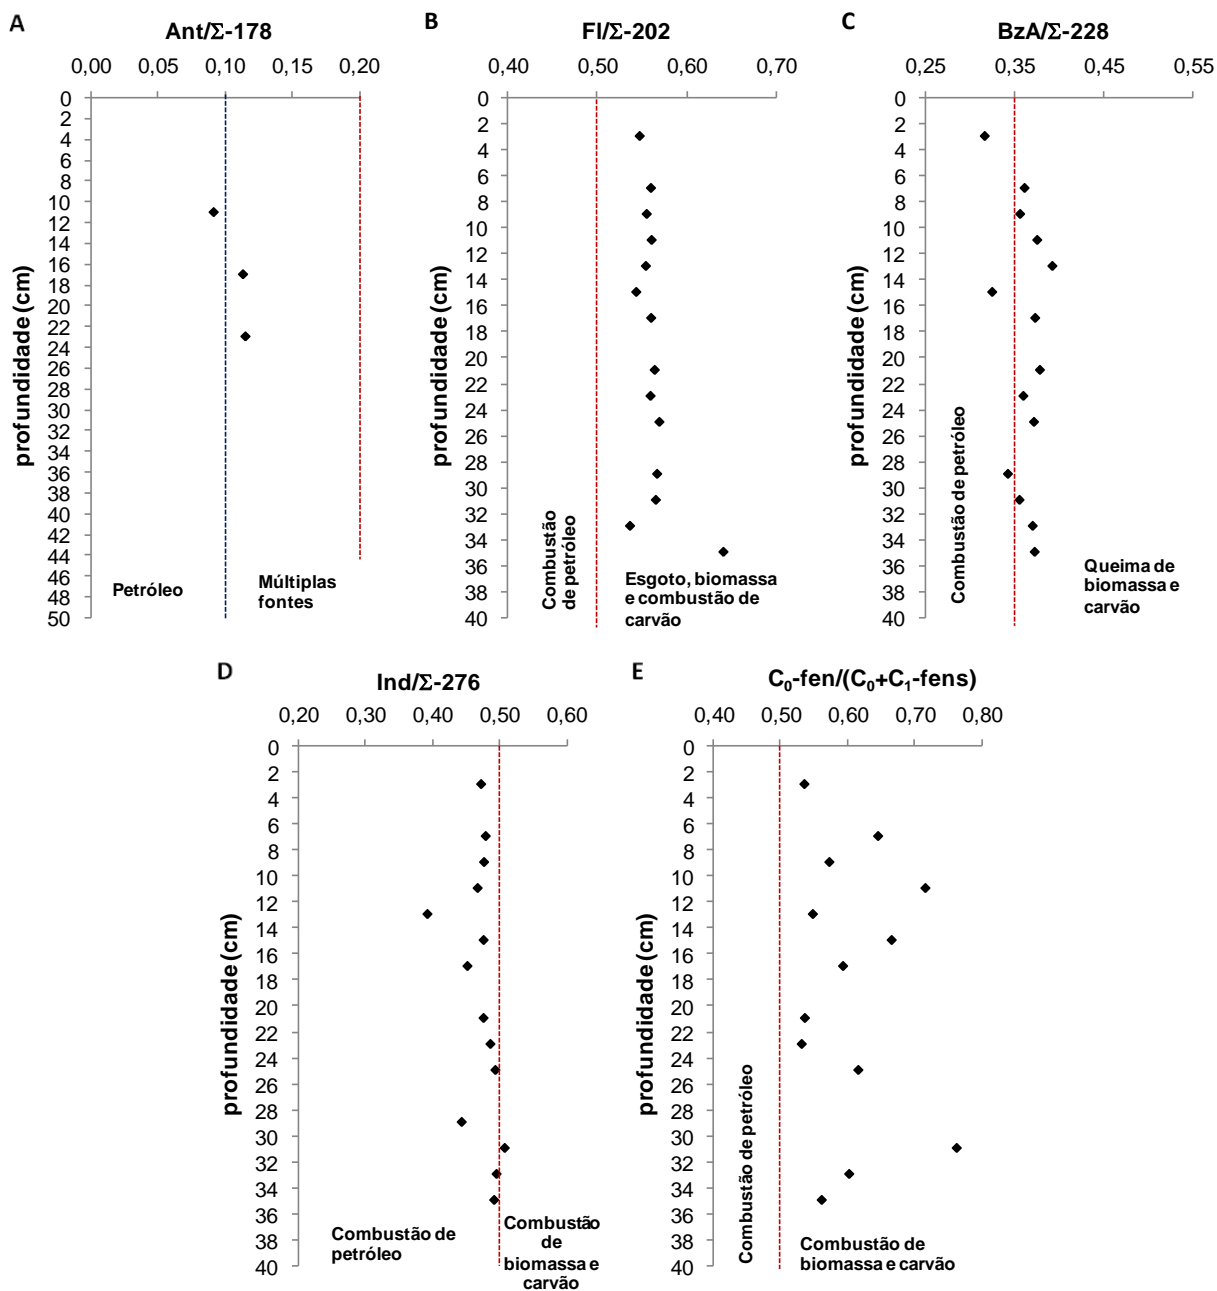 A
Ant/Σ-178
0,00 0,05 0,10 0,15 0,20
0
2
4
6
8
10
12
14
16
18
20
22
24
26
28
30
32
34
36
38
40
42
44
46
48
50
profundidade (cm)
Petróleo
Múltiplas
fontes
B
Fl/Σ-202
0,40 0,50 0,60 0,70
0
2
4
6
8
10
12
14
16
18
20
22
24
26
28
30
32
34
36
38
40
profundidade (cm)
Combustão
de petróleo
Esgoto, biomassa
e combustão de
carvão
C
BzA/Σ-228
0,25 0,35 0,45 0,55
0
2
4
6
8
10
12
14
16
18
20
22
24
26
28
30
32
34
36
38
40
profundidade (cm)
Combustão de petróleo
Queima de
biomassa e
carvão
D
Ind/Σ-276
0,20 0,30 0,40 0,50 0,60
0
2
4
6
8
10
12
14
16
18
20
22
24
26
28
30
32
34
36
38
40
profundidade (cm)
Combustão de
petróleo
Combustão
de
biomassa e
carvão
E
C₀-fen/(C₀+C₁-fens)
0,40 0,50 0,60 0,70 0,80
0
2
4
6
8
10
12
14
16
18
20
22
24
26
28
30
32
34
36
38
40
profundidade (cm)
Combustão de petróleo
Combustão de
biomassa e carvão